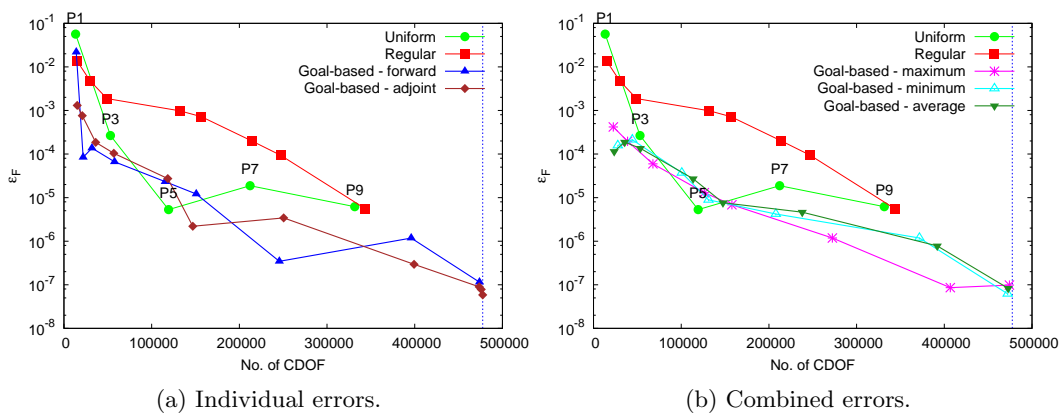 10^-1
10^-2
10^-3
10^-4
10^-5
10^-6
10^-7
10^-8
ε_F
P1
P3
P5
P7
P9
Uniform
Regular
Goal-based - forward
Goal-based - adjoint
0 100000 200000 300000 400000 500000
No. of CDOF
(a) Individual errors.
10^-1
10^-2
10^-3
10^-4
10^-5
10^-6
10^-7
10^-8
ε_F
P1
P3
P5
P7
P9
Uniform
Regular
Goal-based - maximum
Goal-based - minimum
Goal-based - average
0 100000 200000 300000 400000 500000
No. of CDOF
(b) Combined errors.